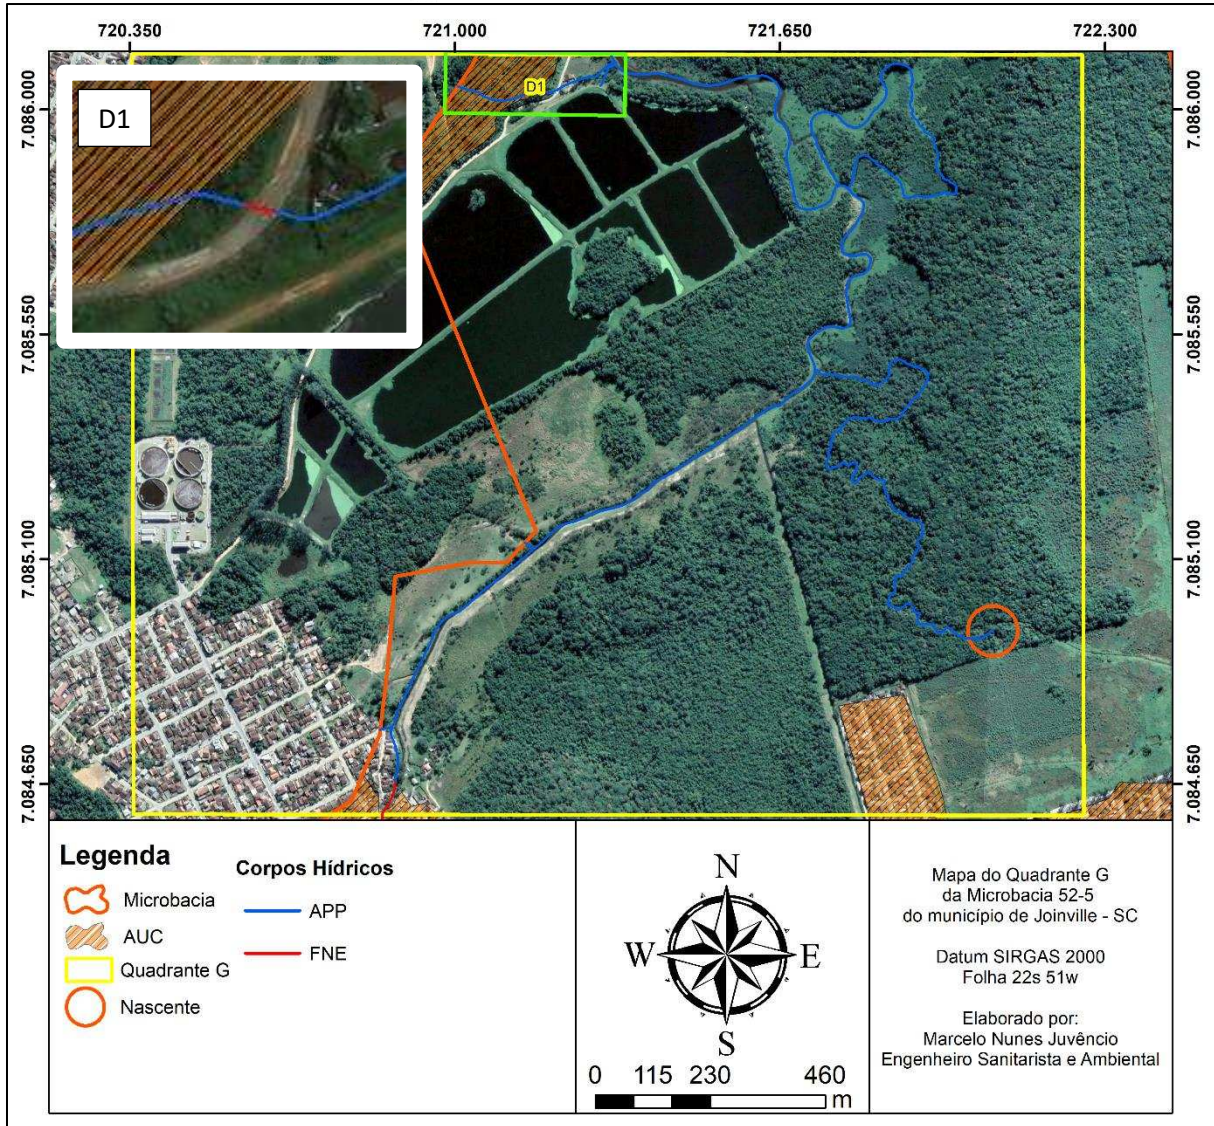 720.350
721.000
721.650
722.300
7.086.000
7.085.550
7.085.100
7.084.650
7.086.000
7.085.550
7.085.100
7.084.650
D1
D1
Legenda
Microbacia
AUC
Quadrante G
Nascente
Corpos Hídricos
APP
FNE
N
W
E
S
0 115 230 460
m
Mapa do Quadrante G
da Microbacia 52-5
do município de Joinville - SC
Datum SIRGAS 2000
Folha 22s 51w
Elaborado por:
Marcelo Nunes Juvêncio
Engenheiro Sanitarista e Ambiental